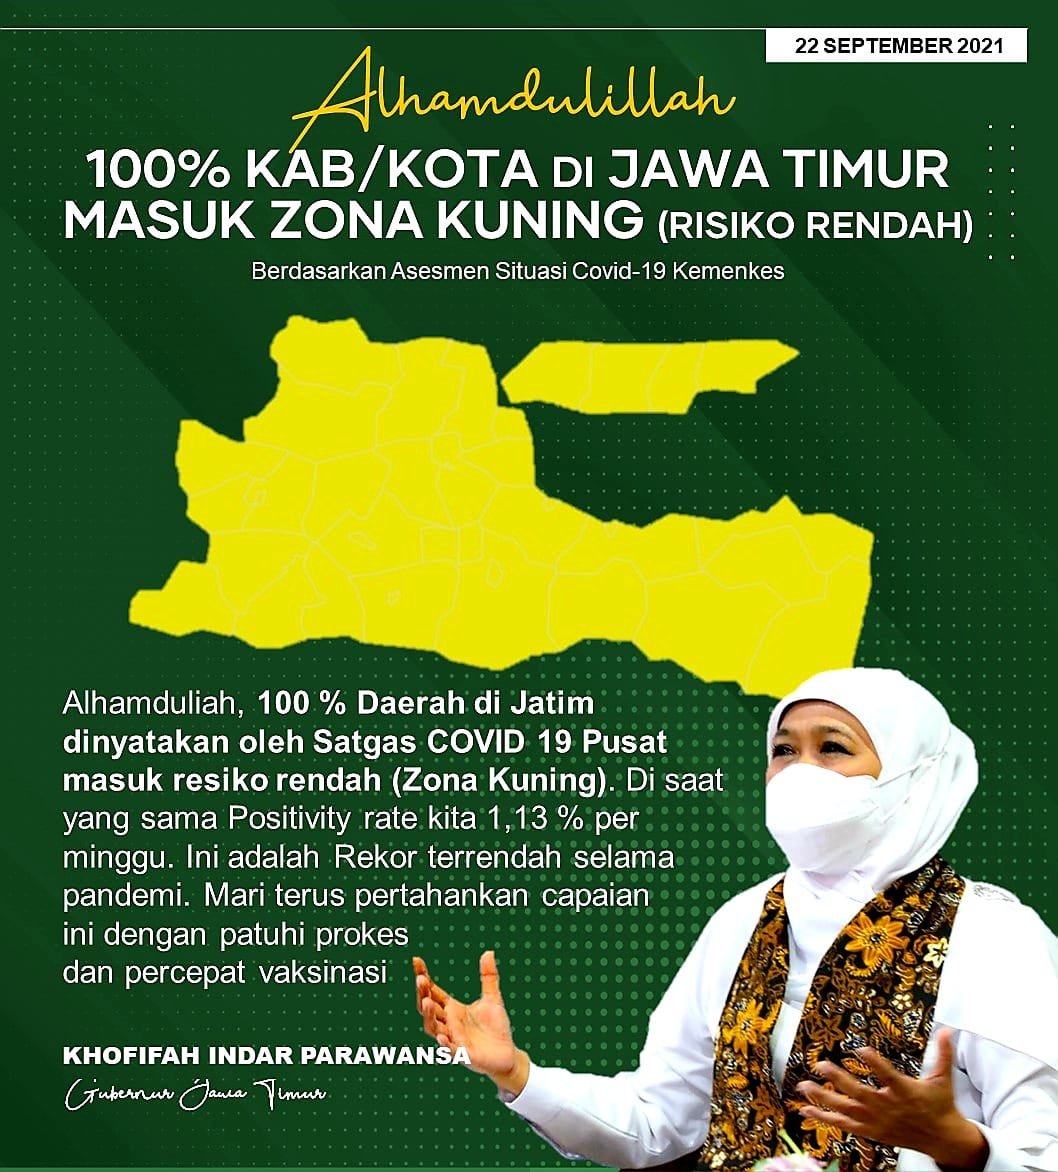 22 SEPTEMBER 2021
Alhamdulillah
100% KAB/KOTA DI JAWA TIMUR
MASUK ZONA KUNING (RISIKO RENDAH)
Berdasarkan Asesmen Situasi Covid-19 Kemenkes
Alhamduliah, 100 % Daerah di Jatim
dinyatakan oleh Satgas COVID 19 Pusat
masuk resiko rendah (Zona Kuning). Di saat
yang sama Positivity rate kita 1,13 % per
minggu. Ini adalah Rekor terrendah selama
pandemi. Mari terus pertahankan capaian
ini dengan patuhi prokes
dan percepat vaksinasi
KHOFIFAH INDAR PARAWANSA
Gubernur Jawa Timur